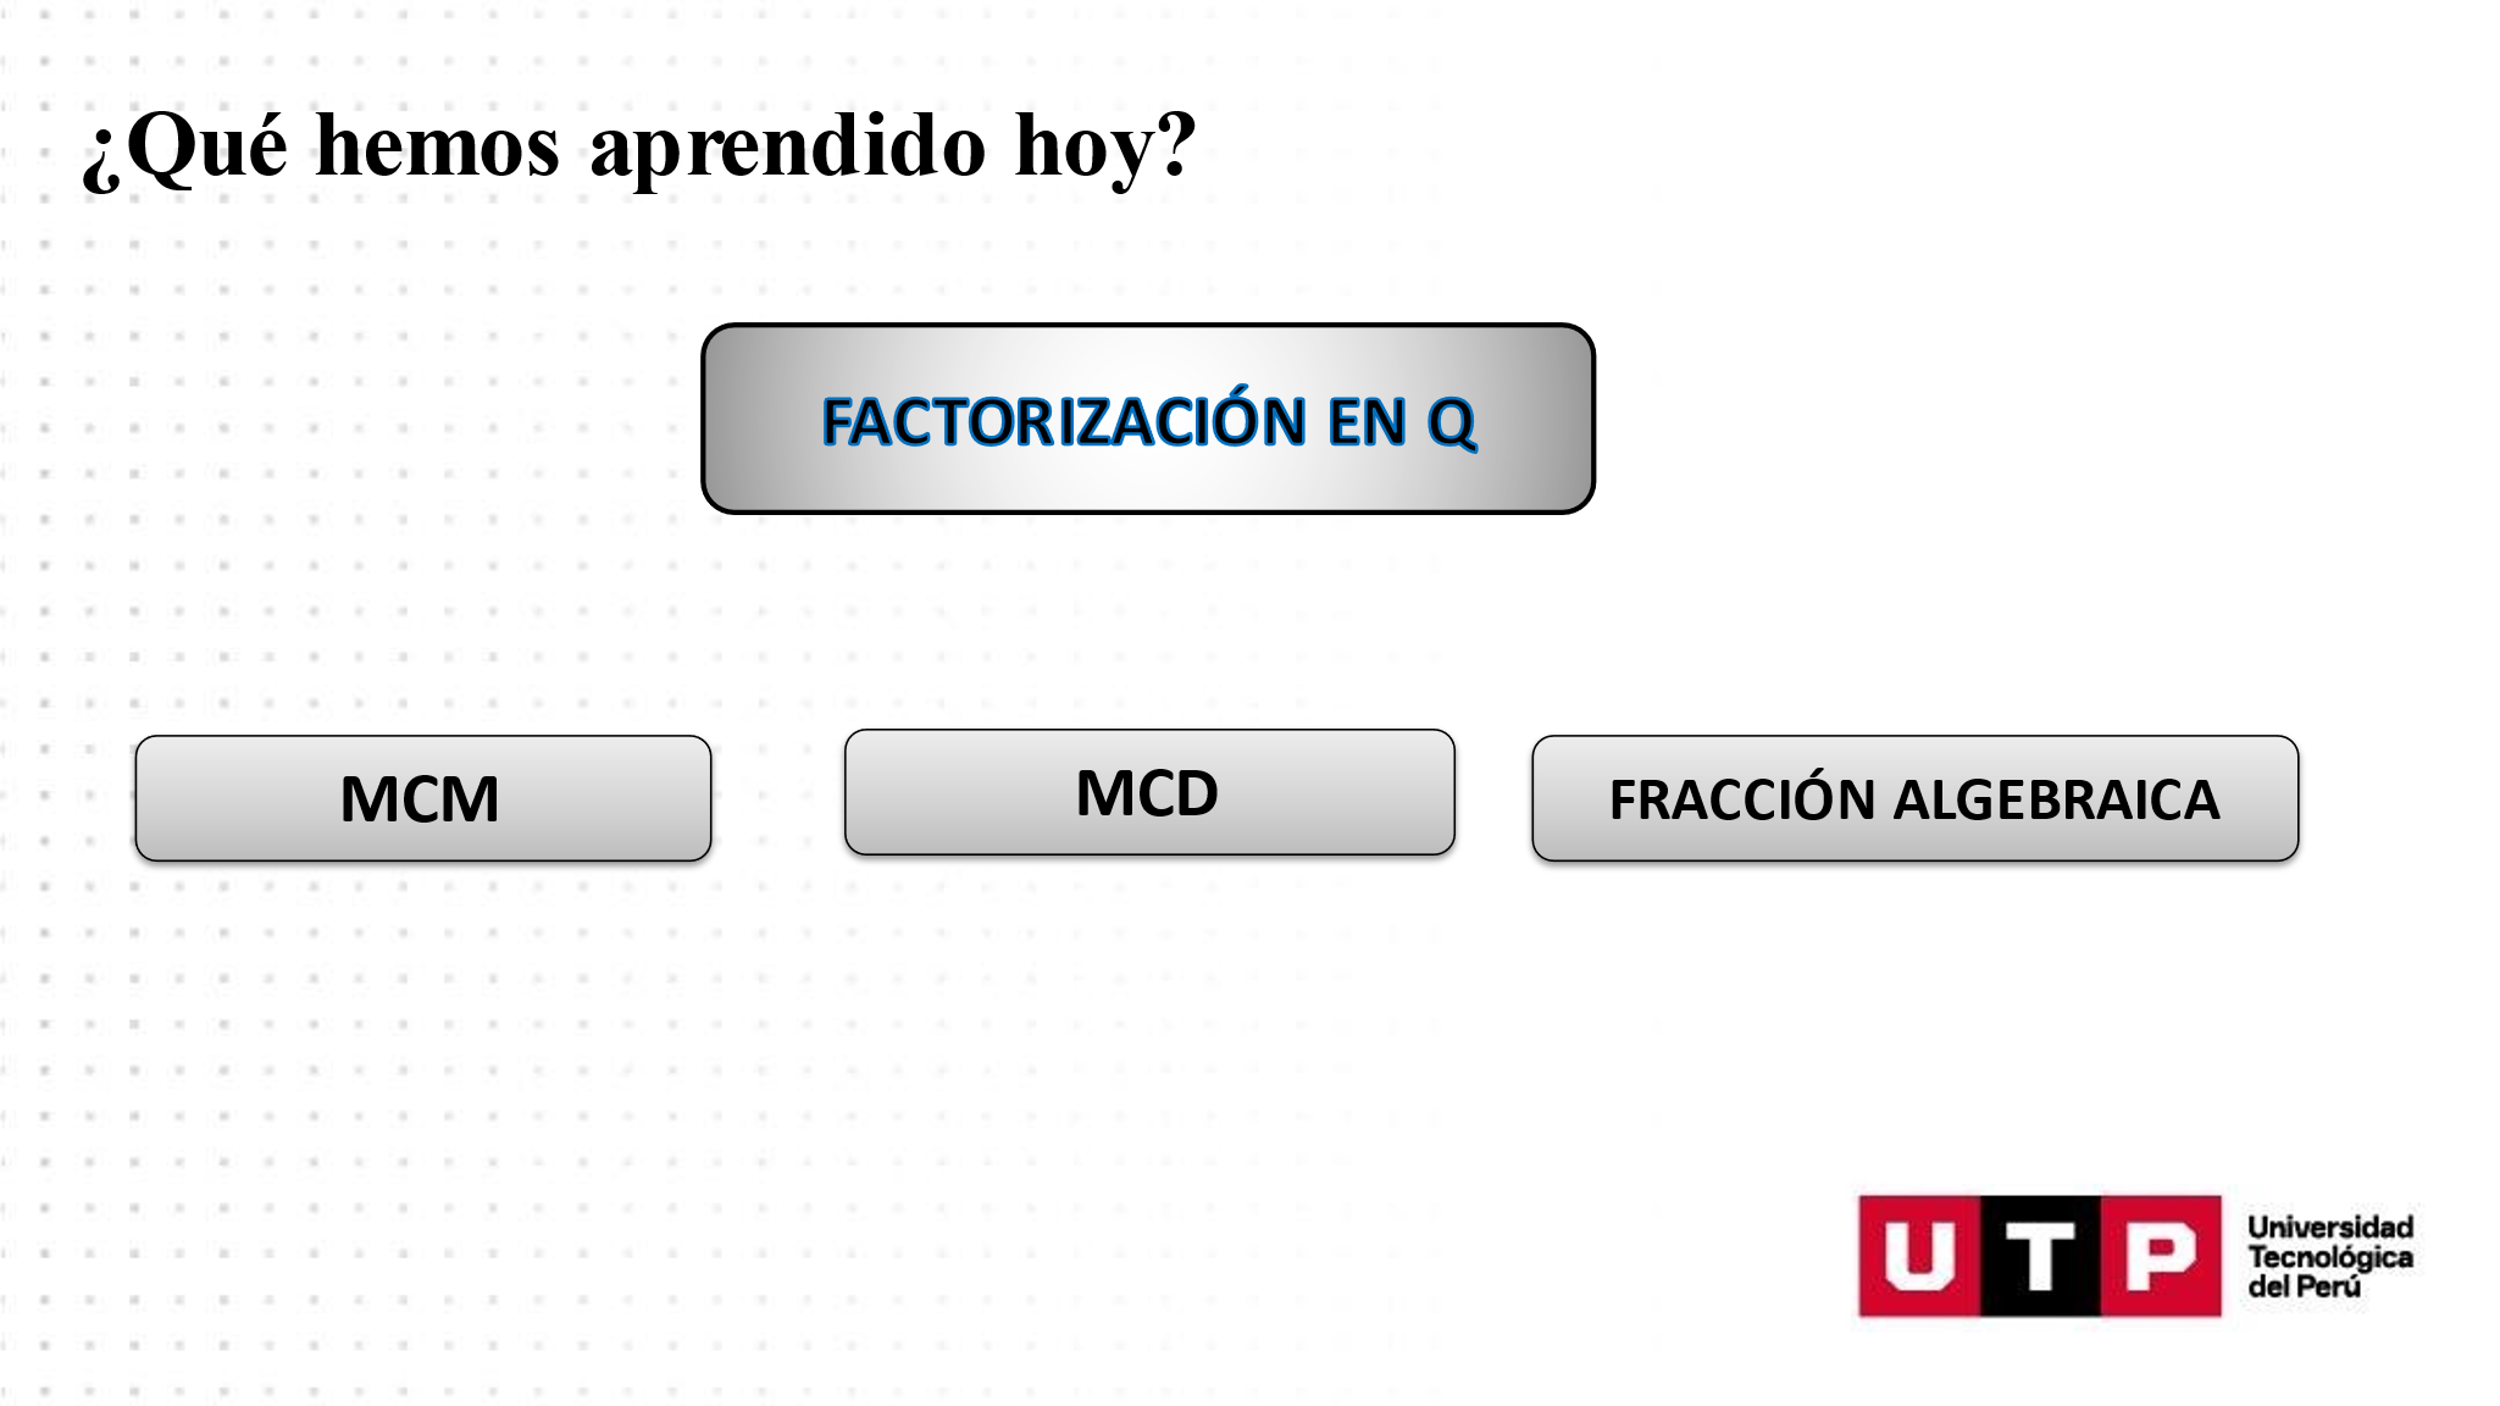 ¿Qué hemos aprendido hoy?
FACTORIZACIÓN EN Q
MCM
MCD
FRACCIÓN ALGEBRAICA
UTP
Universidad
Tecnológica
del Perú